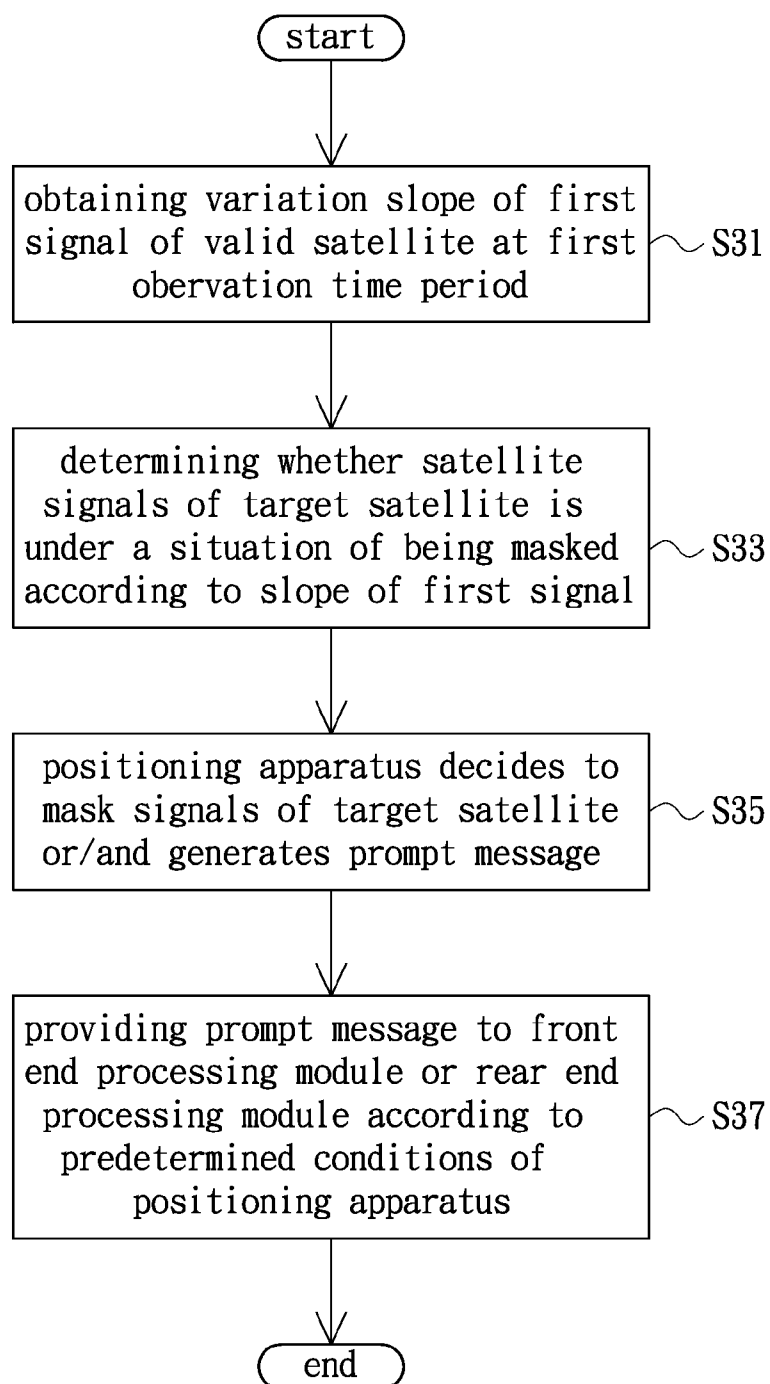 start
obtaining variation slope of first
signal of valid satellite at first
obervation time period
S31
determining whether satellite
signals of target satellite is
under a situation of being masked
according to slope of first signal
S33
positioning apparatus decides to
mask signals of target satellite
or/and generates prompt message
S35
providing prompt message to front
end processing module or rear end
processing module according to
predetermined conditions of
positioning apparatus
S37
end